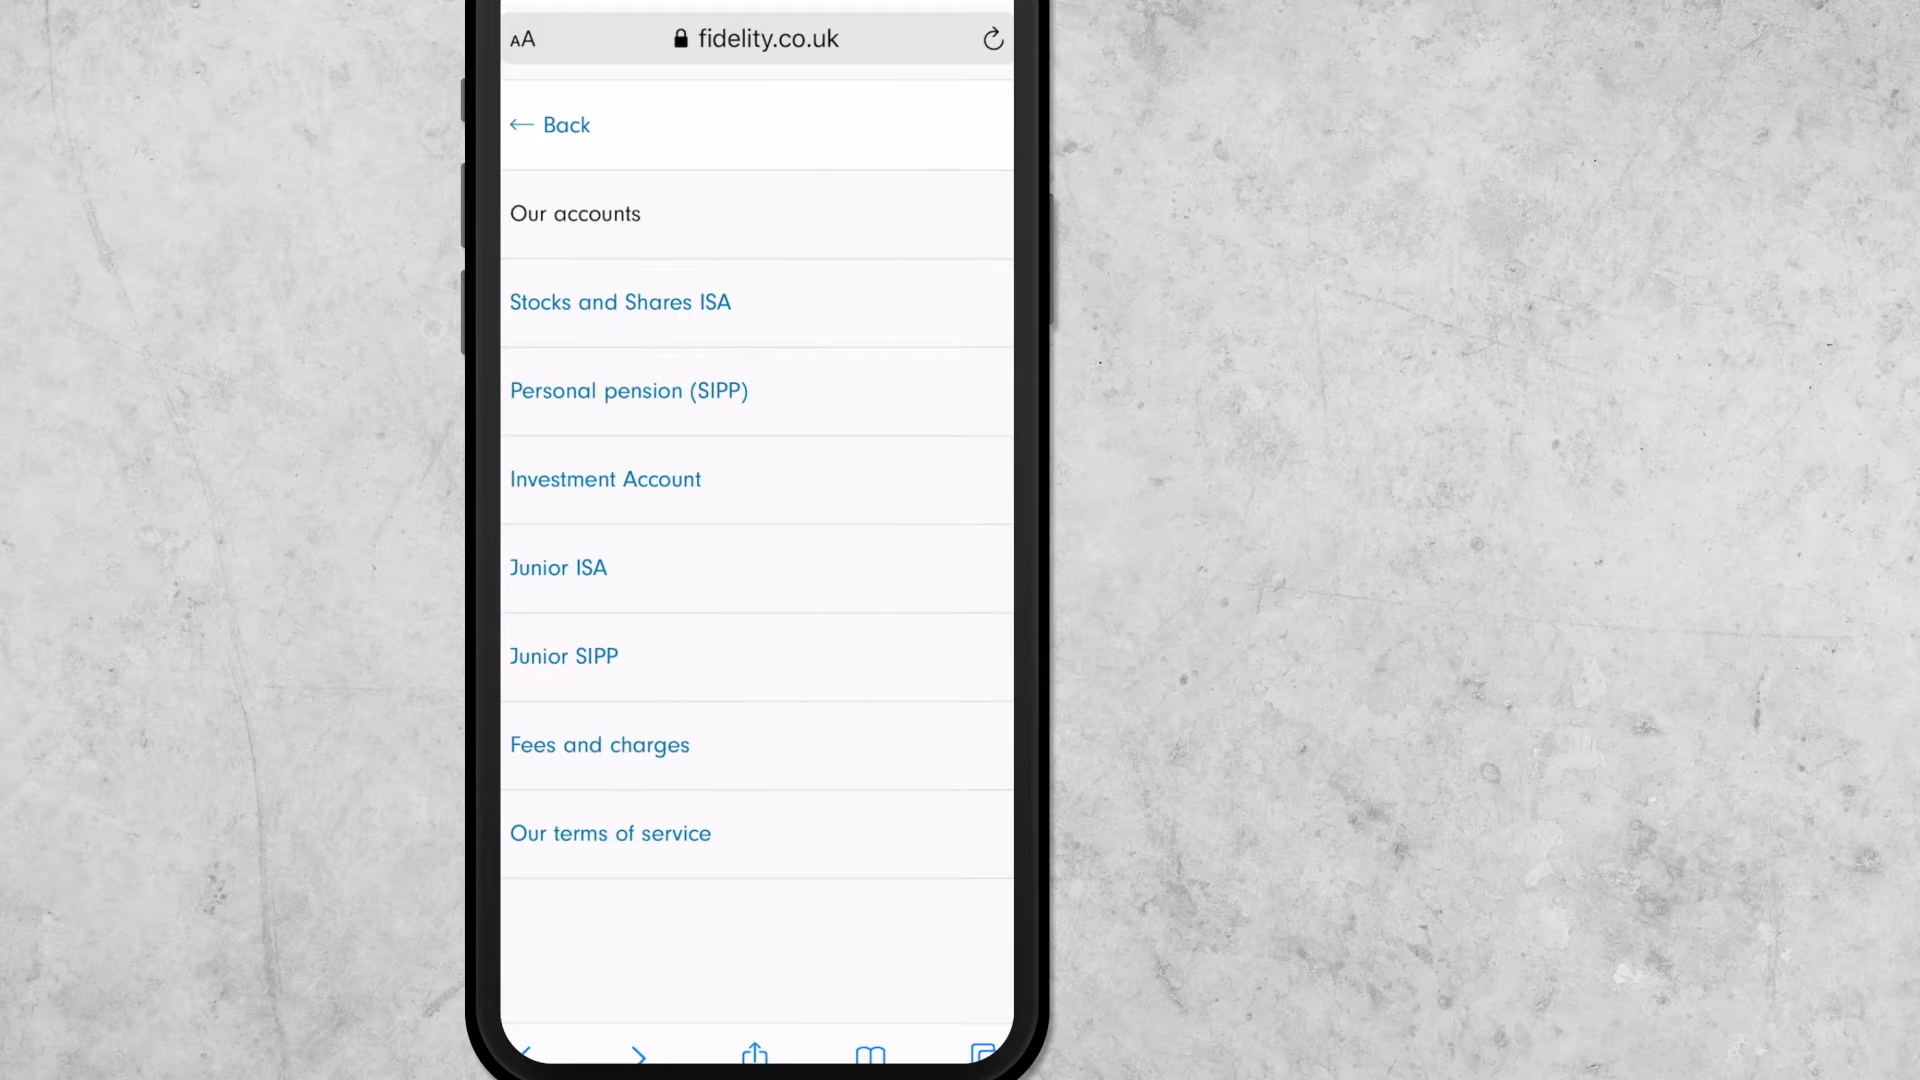 AA fidelity.co.uk
← Back
Our accounts
Stocks and Shares ISA
Personal pension (SIPP)
Investment Account
Junior ISA
Junior SIPP
Fees and charges
Our terms of service